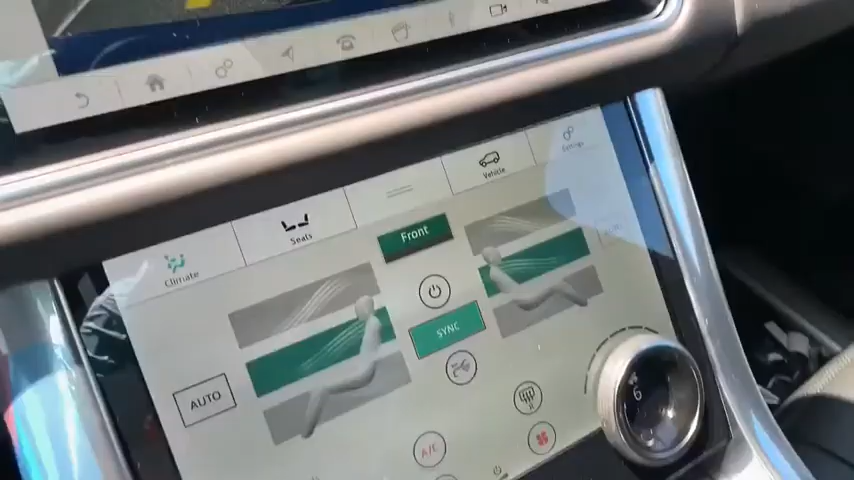 Vehicle
Settings
Seats
Climate
Front
SYNC
AUTO
A/C
6